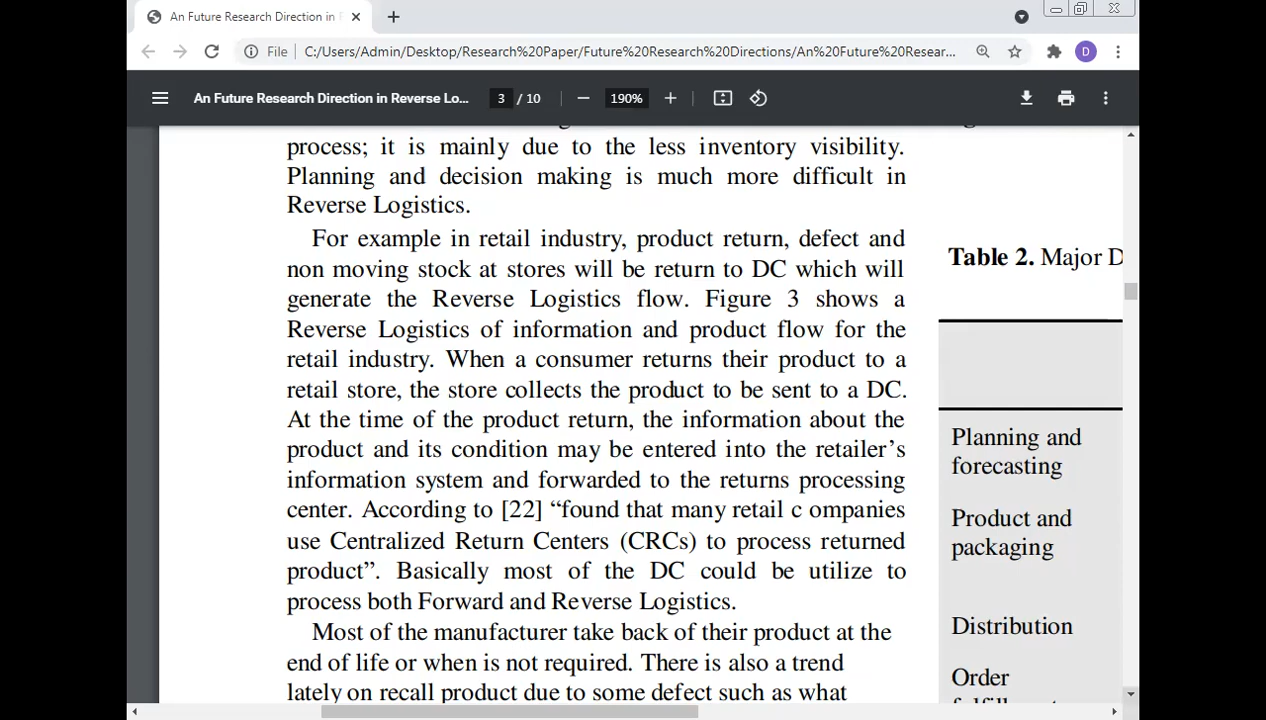 An Future Research Direction in
File C:/Users/Admin/Desktop/Research%20Paper/Future%20Research%20Directions/An%20Future%20Resear...
D
An Future Research Direction in Reverse Lo...
3 / 10
190%
process; it is mainly due to the less inventory visibility.
Planning and decision making is much more difficult in
Reverse Logistics.
For example in retail industry, product return, defect and
non moving stock at stores will be return to DC which will
generate the Reverse Logistics flow. Figure 3 shows a
Reverse Logistics of information and product flow for the
retail industry. When a consumer returns their product to a
retail store, the store collects the product to be sent to a DC.
At the time of the product return, the information about the
product and its condition may be entered into the retailer’s
information system and forwarded to the returns processing
center. According to [22] “found that many retail c ompanies
use Centralized Return Centers (CRCs) to process returned
product”. Basically most of the DC could be utilize to
process both Forward and Reverse Logistics.
Most of the manufacturer take back of their product at the
end of life or when is not required. There is also a trend
lately on recall product due to some defect such as what
Table 2. Major D
Planning and
forecasting
Product and
packaging
Distribution
Order